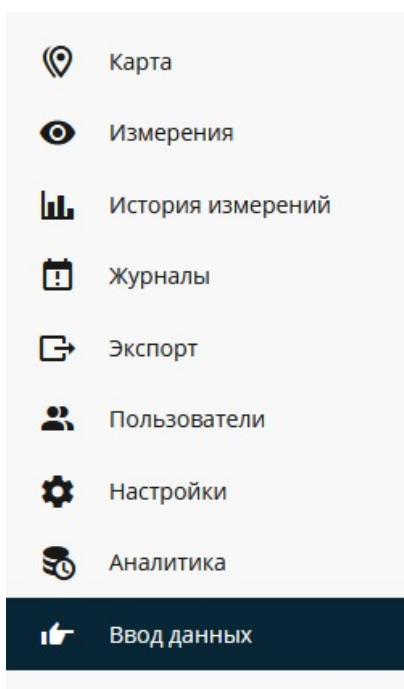 Карта
Измерения
История измерений
Журналы
Экспорт
Пользователи
Настройки
Аналитика
Ввод данных